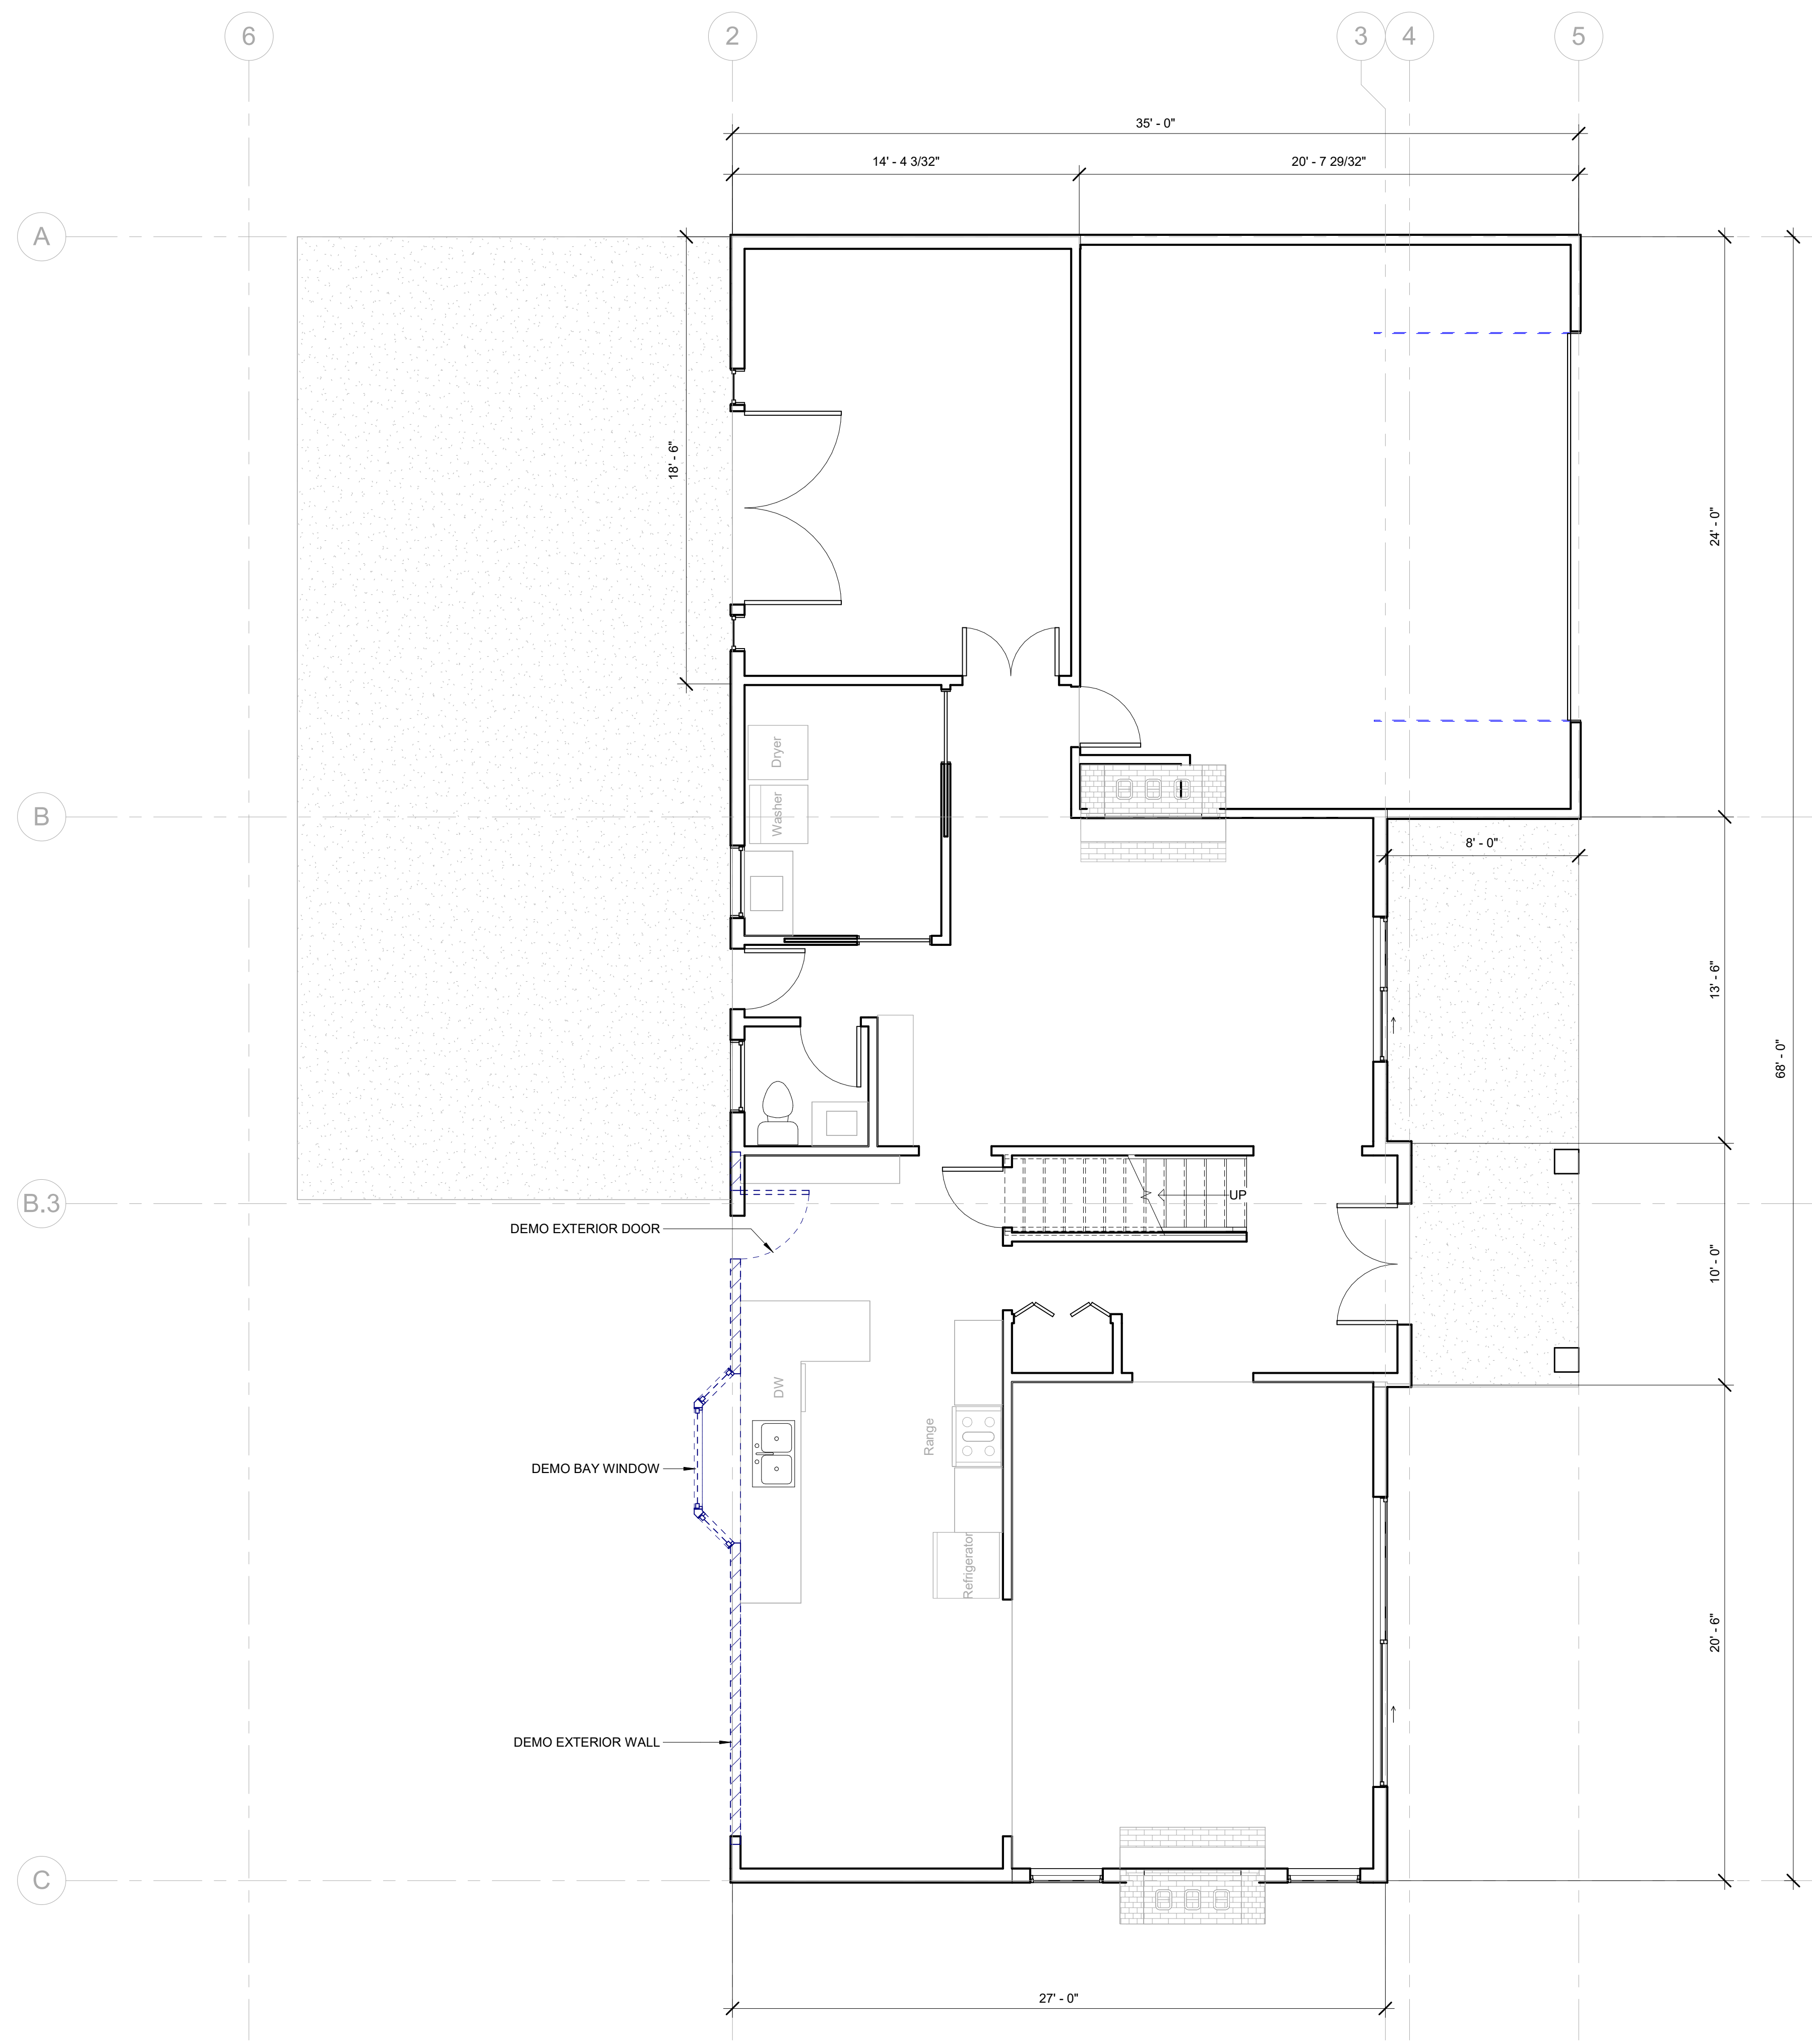 6
2
3
4
5
35' - 0"
14' - 4 3/32"
20' - 7 29/32"
A
18' - 6"
24' - 0"
Dryer
Washer
B
8' - 0"
13' - 6"
68' - 0"
UP
B.3
DEMO EXTERIOR DOOR
10' - 0"
DW
Range
DEMO BAY WINDOW
Refrigerator
20' - 6"
DEMO EXTERIOR WALL
C
27' - 0"